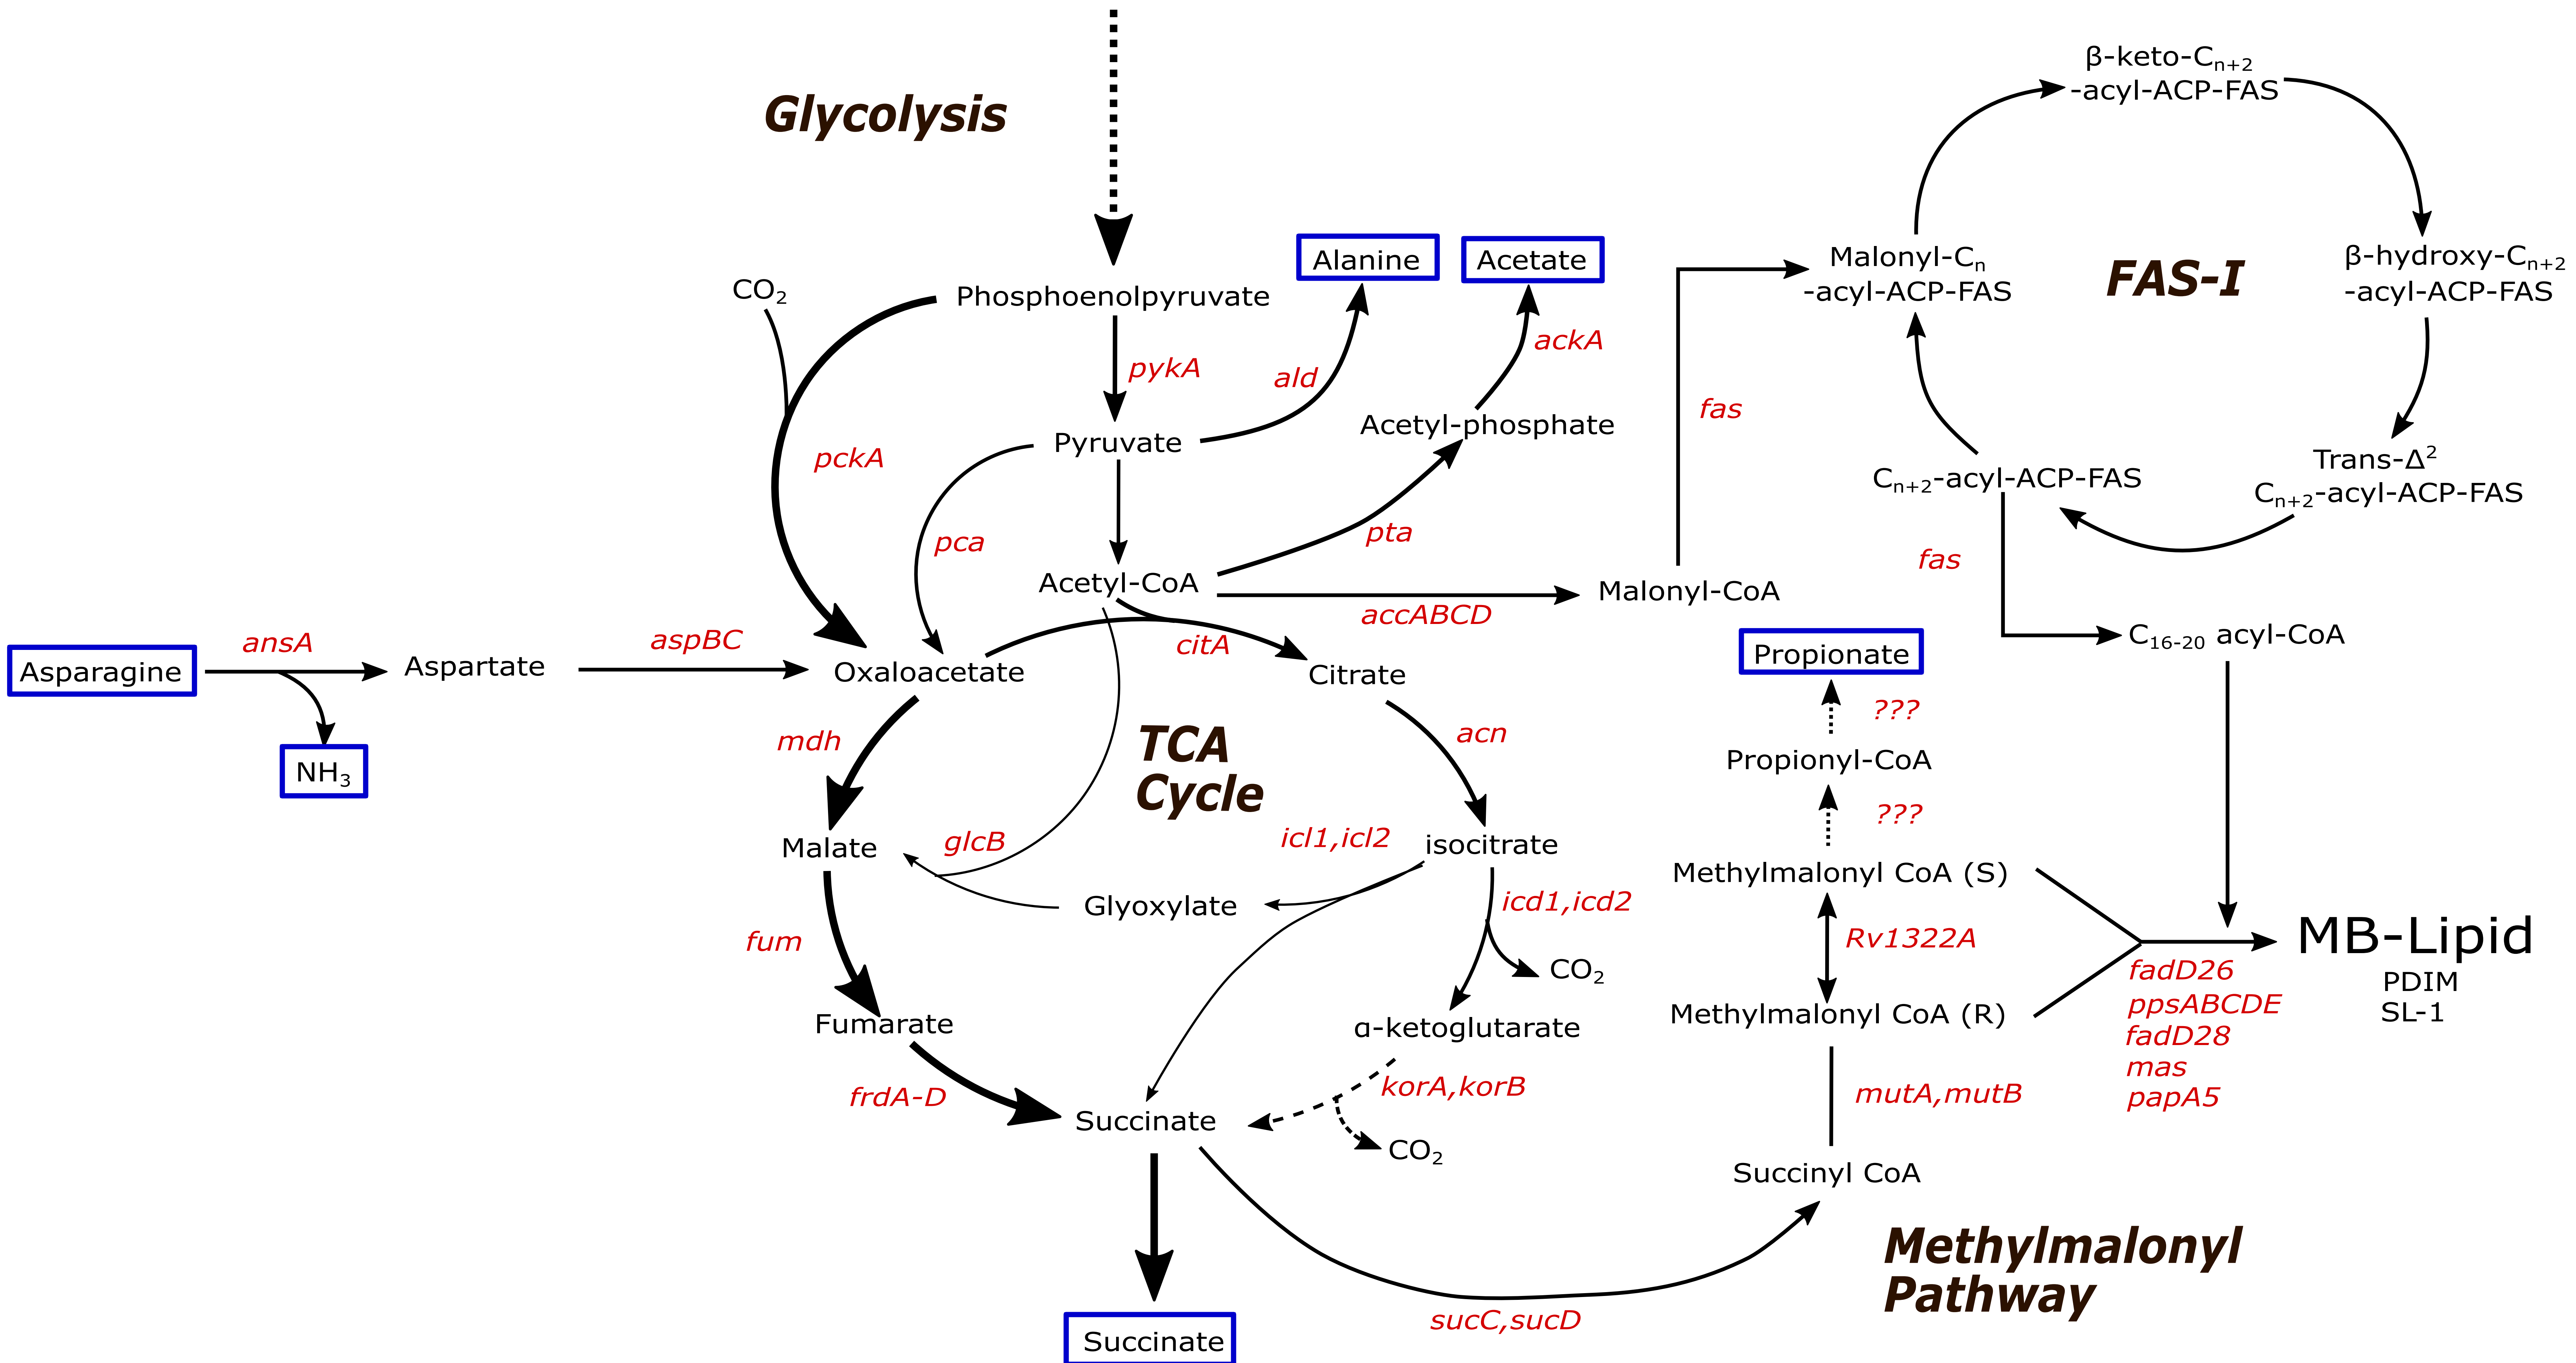 Glycolysis
β-keto-Cn+2
-acyl-ACP-FAS
CO2
Phosphoenolpyruvate
Alanine
Acetate
Malonyl-Cn
-acyl-ACP-FAS
FAS-I
β-hydroxy-Cn+2
-acyl-ACP-FAS
pykA
ald
ackA
pckA
Pyruvate
Acetyl-phosphate
fas
Cn+2-acyl-ACP-FAS
Trans-Δ2
Cn+2-acyl-ACP-FAS
pca
pta
fas
Acetyl-CoA
accABCD
Malonyl-CoA
Asparagine
ansA
NH3
Aspartate
aspBC
Oxaloacetate
citA
Citrate
Propionate
C16-20 acyl-CoA
mdh
TCA
Cycle
acn
???
Propionyl-CoA
???
Malate
glcB
icl1,icl2
isocitrate
Glyoxylate
icd1,icd2
Methylmalonyl CoA (S)
Rv1322A
Methylmalonyl CoA (R)
MB-Lipid
PDIM
SL-1
fadD26
ppsABCDE
fadD28
mas
papA5
fum
CO2
Fumarate
α-ketoglutarate
frdA-D
korA,korB
mutA,mutB
Succinate
CO2
Succinyl CoA
sucC,sucD
Methylmalonyl
Pathway
Succinate